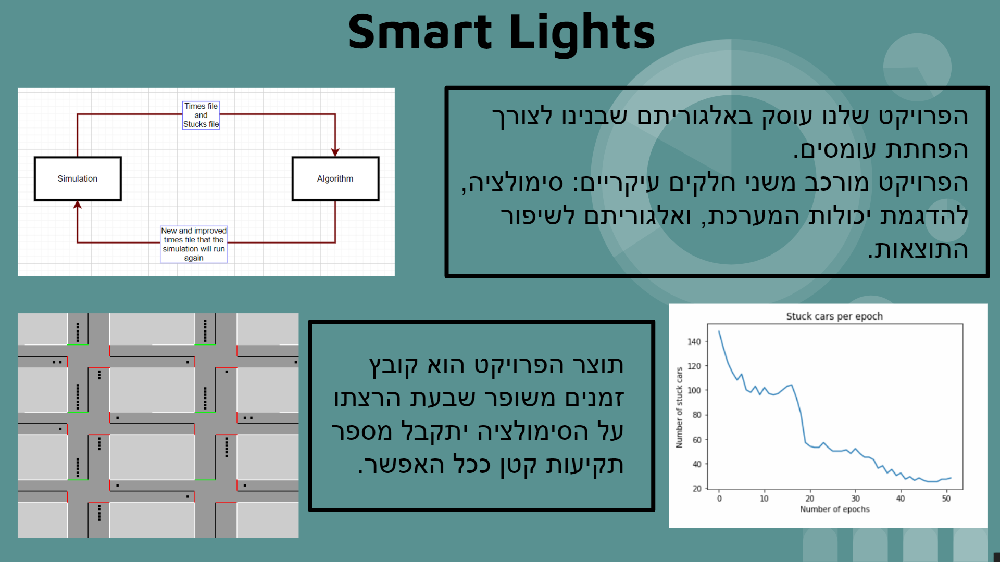 Smart Lights
Times file
and
Stucks file
Simulation
Algorithm
New and improved
times file that the
simulation will run
again
הפרויקט שלנו עוסק באלגוריתם שבנינו לצורך
הפחתת עומסים.
הפרויקט מורכב משני חלקים עיקריים: סימולציה,
להדגמת יכולות המערכת, ואלגוריתם לשיפור
התוצאות.
תוצר הפרויקט הוא קובץ
זמנים משופר שבעת הרצתו
על הסימולציה יתקבל מספר
תקיעות קטן ככל האפשר.
Stuck cars per epoch
Number of stuck cars
140
120
100
80
60
40
20
0 10 20 30 40 50
Number of epochs